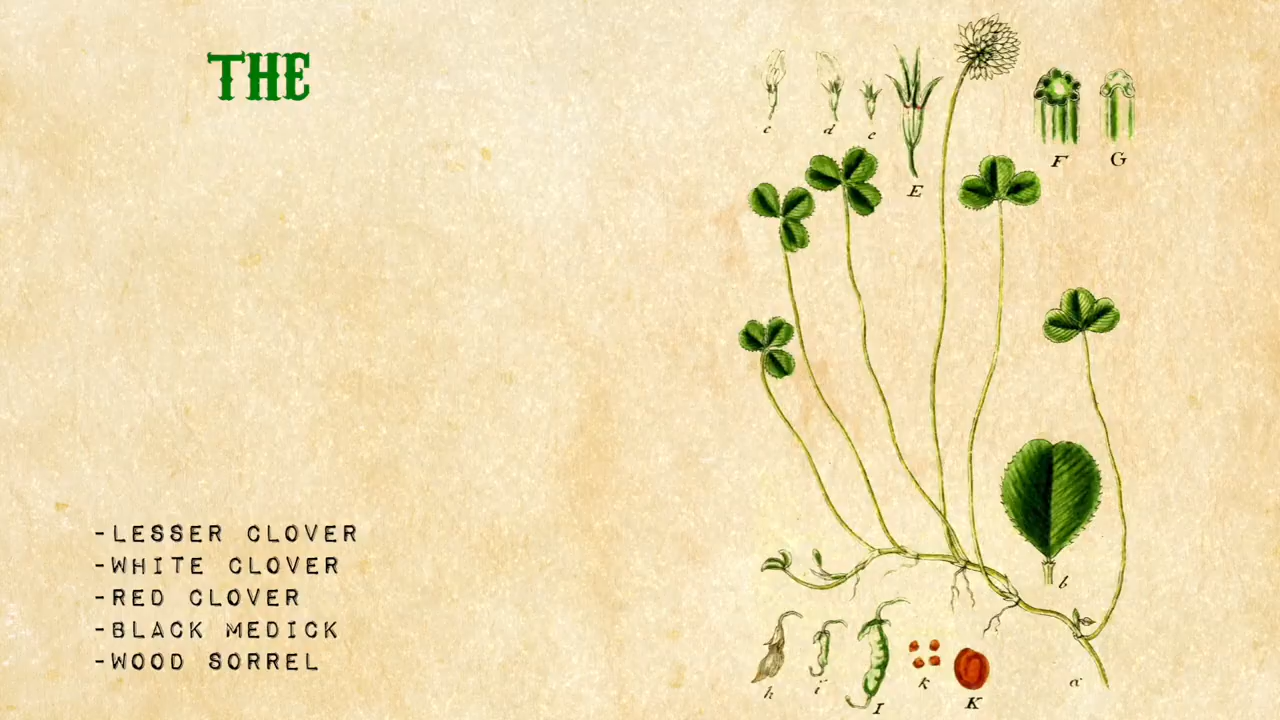 THE
c
d
e
E
F
G
b
-LESSER CLOVER
-WHITE CLOVER
-RED CLOVER
-BLACK MEDICK
-WOOD SORREL
h
i
I
k
K
a